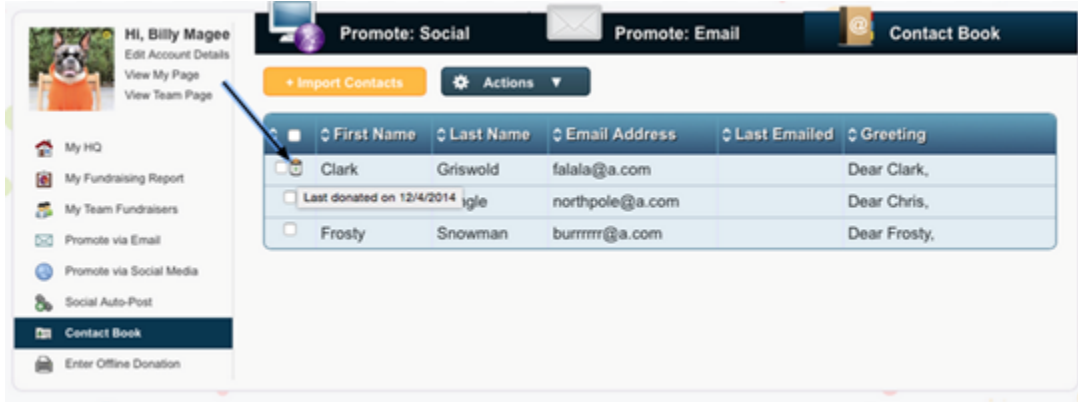 Hi, Billy Magee
Edit Account Details
View My Page
View Team Page
My HQ
My Fundraising Report
My Team Fundraisers
Promote via Email
Promote via Social Media
Social Auto-Post
Contact Book
Enter Offline Donation
Promote: Social Promote: Email Contact Book
+ Import Contacts Actions
First Name Last Name Email Address Last Emailed Greeting
Clark Griswold falala@a.com Dear Clark,
Last donated on 12/4/2014 northpole@a.com Dear Chris,
Frosty Snowman burrrrrr@a.com Dear Frosty,